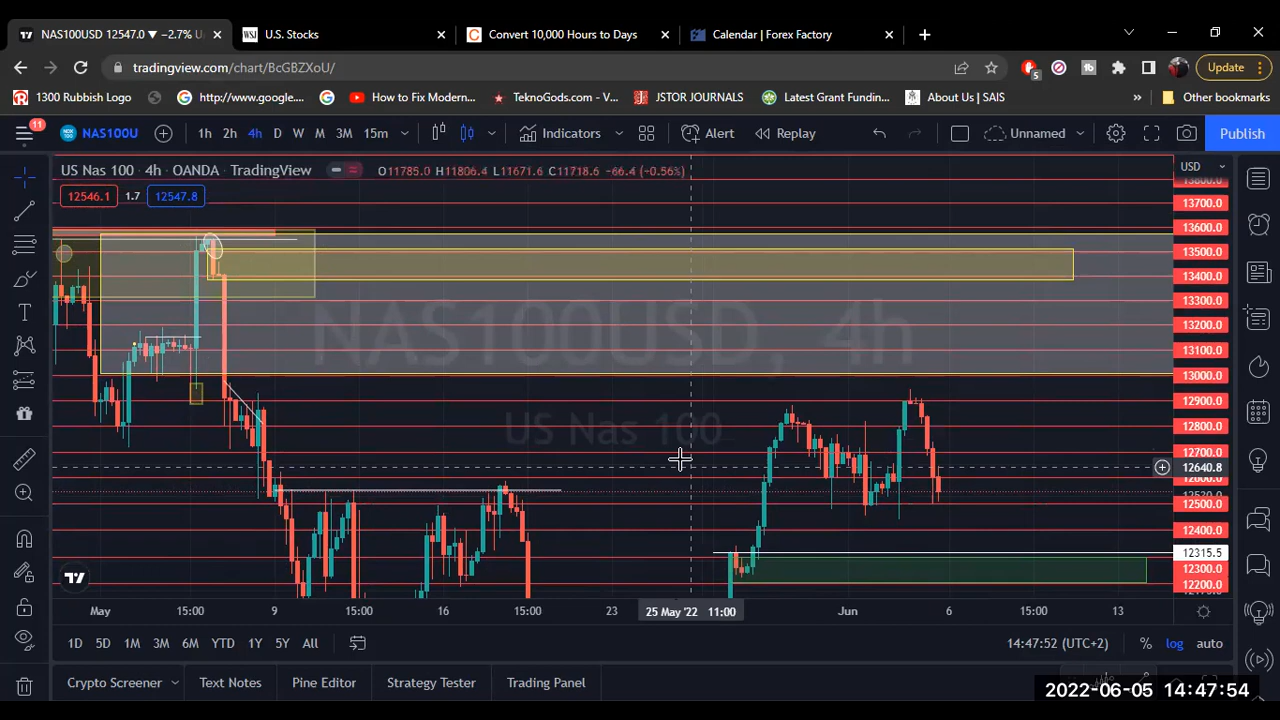 NAS100USD 12547.0 ▼ −2.7% U
U.S. Stocks
Convert 10,000 Hours to Days
Calendar | Forex Factory
tradingview.com/chart/BcGBZXoU/
5
Update
1300 Rubbish Logo
http://www.google....
How to Fix Modern...
TeknoGods.com - V...
JSTOR JOURNALS
Latest Grant Fundin...
About Us | SAIS
»
Other bookmarks
11
NAS100U
1h 2h 4h D W M 3M 15m
Indicators
Alert
Replay
Unnamed
Publish
US Nas 100 · 4h · OANDA · TradingView
O11785.0 H11806.4 L11671.6 C11718.6 −66.4 (−0.56%)
USD
12546.1 1.7 12547.8
13800.0
13700.0
13600.0
13500.0
13400.0
13300.0
13200.0
13100.0
13000.0
12900.0
12800.0
12700.0
12640.8
12600.0
12500.0
12400.0
12315.5
12300.0
12200.0
NAS100USD, 4h
US Nas 100
May 15:00 9 15:00 16 15:00 23 25 May '22 11:00 Jun 6 15:00 13
1D 5D 1M 3M 6M YTD 1Y 5Y All
14:47:52 (UTC+2)
% log auto
Crypto Screener
Text Notes
Pine Editor
Strategy Tester
Trading Panel
2022-06-05 14:47:54